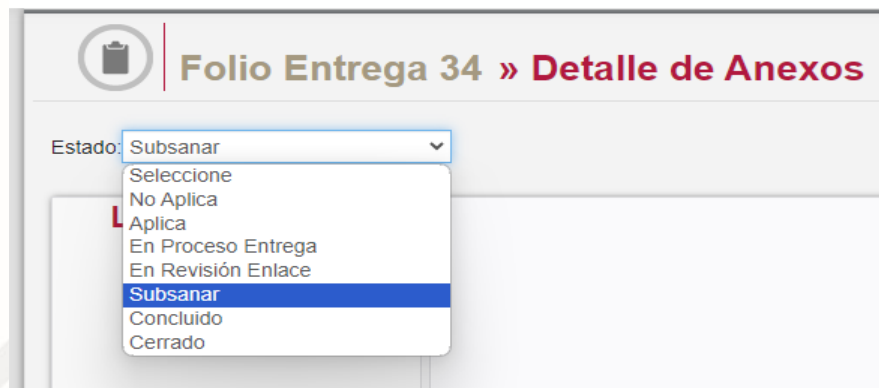 Folio Entrega 34 » Detalle de Anexos
Estado: Subsanar
Seleccione
No Aplica
Aplica
En Proceso Entrega
En Revisión Enlace
Subsanar
Concluido
Cerrado